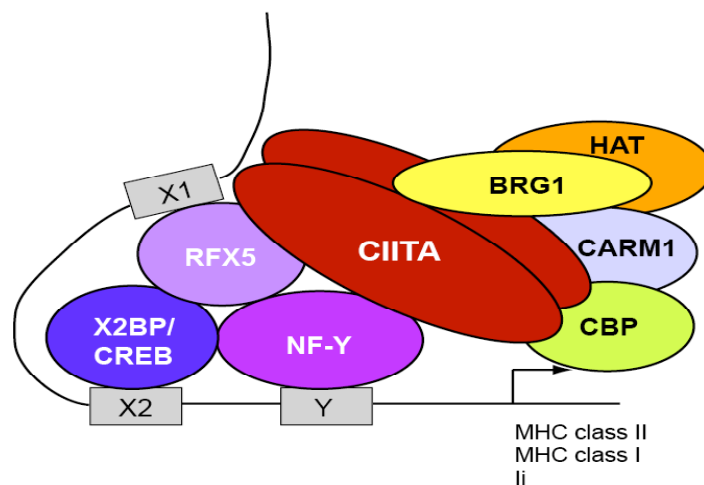 HAT
BRG1
X1
RFX5
CIITA
CARM1
X2BP/
CREB
NF-Y
CBP
X2
Y
MHC class II
MHC class I
Ii